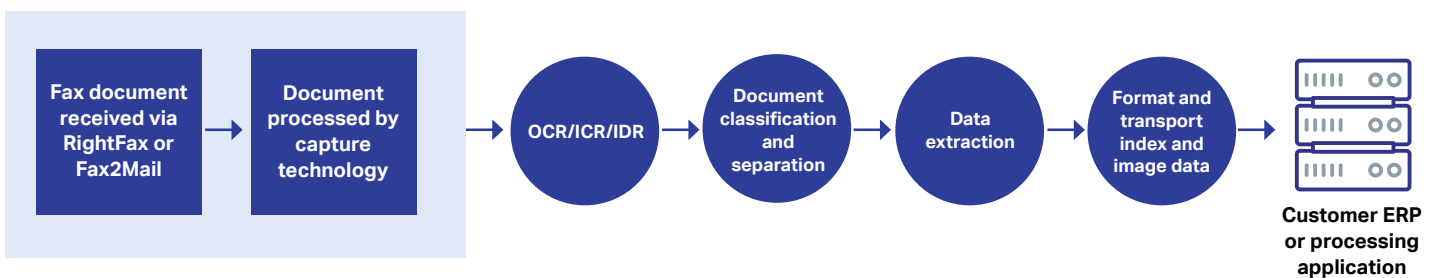 Fax document
received via
RightFax or
Fax2Mail
Document
processed by
capture
technology
OCR/ICR/IDR
Document
classification
and
separation
Data
extraction
Format and
transport
index and
image data
Customer ERP
or processing
application